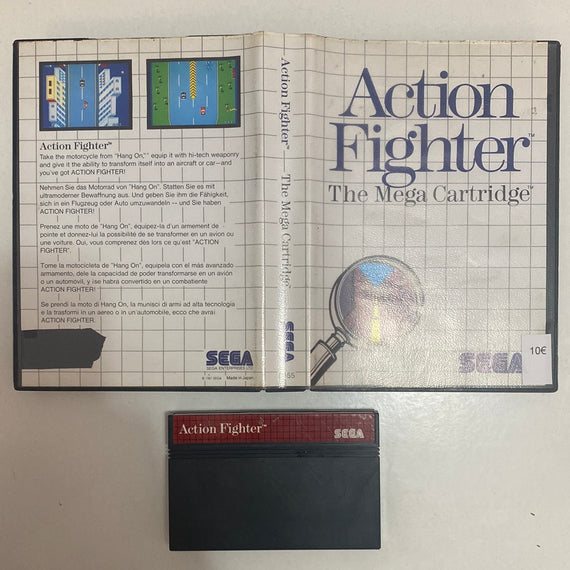 Action Fighter™
Take the motorcycle from "Hang On," equip it with hi-tech weaponry
and give it the ability to transform itself into an aircraft or car—and
you've got ACTION FIGHTER!
Nehmen Sie das Motorrad von "Hang On". Statten Sie es mit
ultramoderner Bewaffnung aus. Und geben Sie ihm die Fähigkeit,
sich in ein Flugzeug oder Auto umzuwandeln -- und Sie haben
ACTION FIGHTER!
Prenez une moto de "Hang On", équipez-la d'un armement de
pointe et donnez-lui la possibilité de se transformer en un avion ou
une voiture. Oui, vous comprenez dès lors ce qu'est "ACTION
FIGHTER".
Tome la motocicleta de "Hang On", equipela con el más avanzado
armamento, dele la capacidad de poder transformarse en un avión
o un automóvil, y ¡se habrá convertido en un combatiente
ACTION FIGHTER!
Se prendi la moto di Hang On, la munisci di armi ad alta tecnologia
e la trasformi in un aereo o in un'automobile, ecco che avrai
ACTION FIGHTER.
SEGA
SEGA ENTERPRISES LTD.
© 1987 SEGA Made in Japan
Action Fighter™ The Mega Cartridge™
SEGA
Action
Fighter™
The Mega Cartridge™
SEGA
10€
Action Fighter™
SEGA